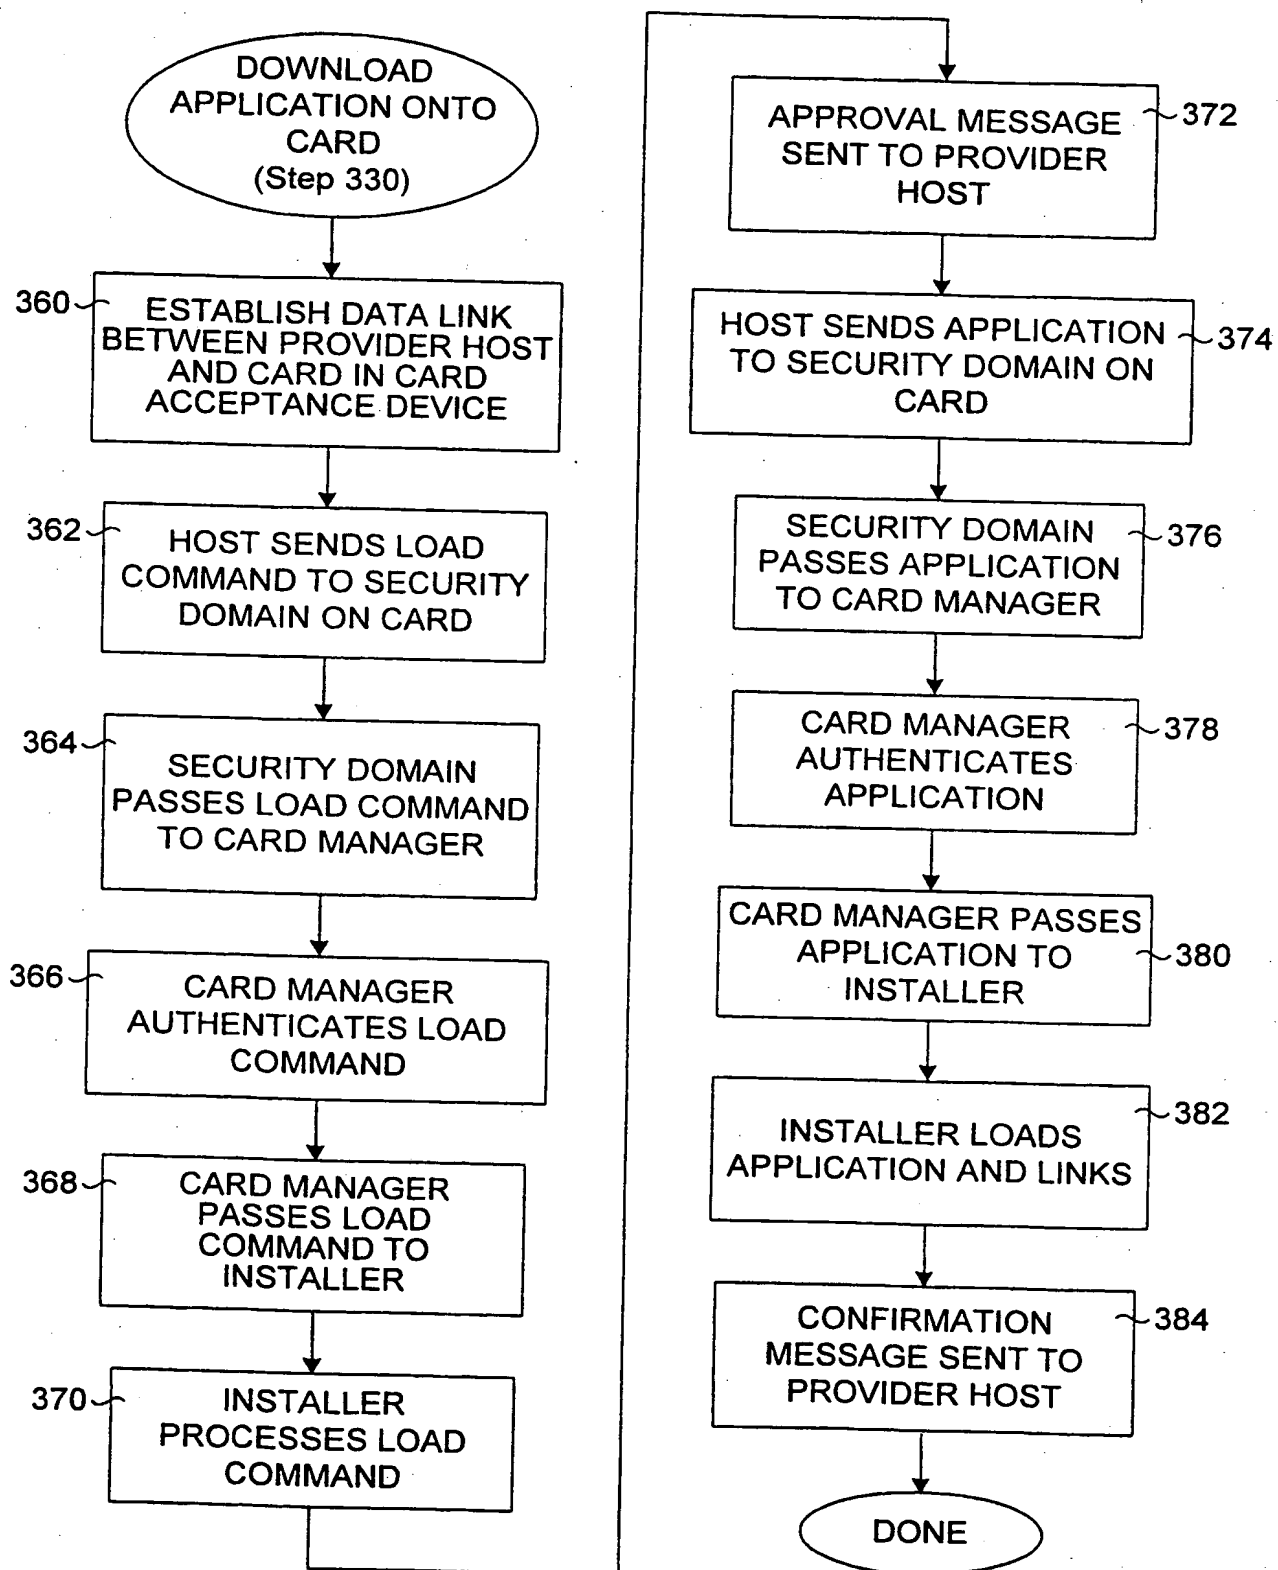 DOWNLOAD
APPLICATION ONTO
CARD
(Step 330)
360
ESTABLISH DATA LINK
BETWEEN PROVIDER HOST
AND CARD IN CARD
ACCEPTANCE DEVICE
362
HOST SENDS LOAD
COMMAND TO SECURITY
DOMAIN ON CARD
364
SECURITY DOMAIN
PASSES LOAD COMMAND
TO CARD MANAGER
366
CARD MANAGER
AUTHENTICATES LOAD
COMMAND
368
CARD MANAGER
PASSES LOAD
COMMAND TO
INSTALLER
370
INSTALLER
PROCESSES LOAD
COMMAND
372
APPROVAL MESSAGE
SENT TO PROVIDER
HOST
374
HOST SENDS APPLICATION
TO SECURITY DOMAIN ON
CARD
376
SECURITY DOMAIN
PASSES APPLICATION
TO CARD MANAGER
378
CARD MANAGER
AUTHENTICATES
APPLICATION
380
CARD MANAGER PASSES
APPLICATION TO
INSTALLER
382
INSTALLER LOADS
APPLICATION AND LINKS
384
CONFIRMATION
MESSAGE SENT TO
PROVIDER HOST
DONE